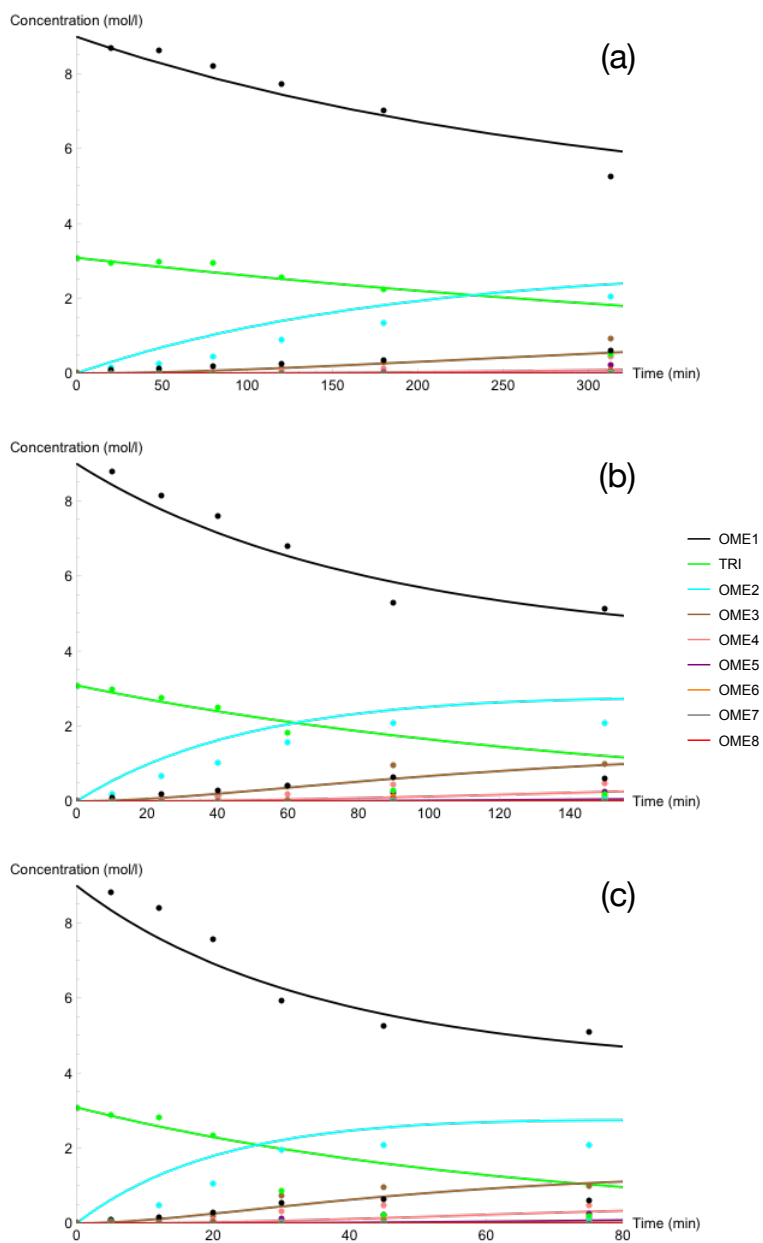 Concentration (mol/l)
(a)
8
6
4
2
0
0 50 100 150 200 250 300
Time (min)
Concentration (mol/l)
(b)
8
6
4
2
0
0 20 40 60 80 100 120 140
Time (min)
OME1
TRI
OME2
OME3
OME4
OME5
OME6
OME7
OME8
Concentration (mol/l)
(c)
8
6
4
2
0
0 20 40 60 80
Time (min)